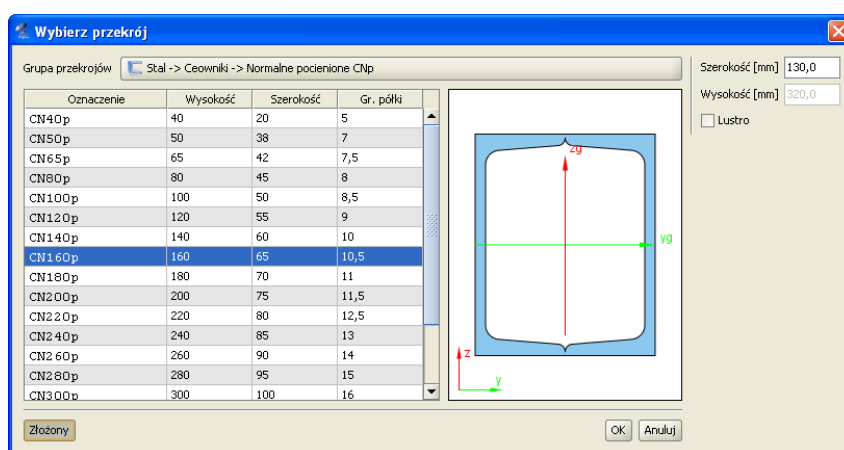 Wybierz przekrój
Grupa przekrojów Stal -> Ceowniki -> Normalne pocienione CNp
Szerokość [mm] 130,0
Wysokość [mm] 320,0
Lustro
Oznaczenie Wysokość Szerokość Gr. półki
CN40p 40 20 5
CN50p 50 38 7
CN65p 65 42 7,5
CN80p 80 45 8
CN100p 100 50 8,5
CN120p 120 55 9
CN140p 140 60 10
CN160p 160 65 10,5
CN180p 180 70 11
CN200p 200 75 11,5
CN220p 220 80 12,5
CN240p 240 85 13
CN260p 260 90 14
CN280p 280 95 15
CN300p 300 100 16
zg
yg
z
y
Złożony
OK Anuluj